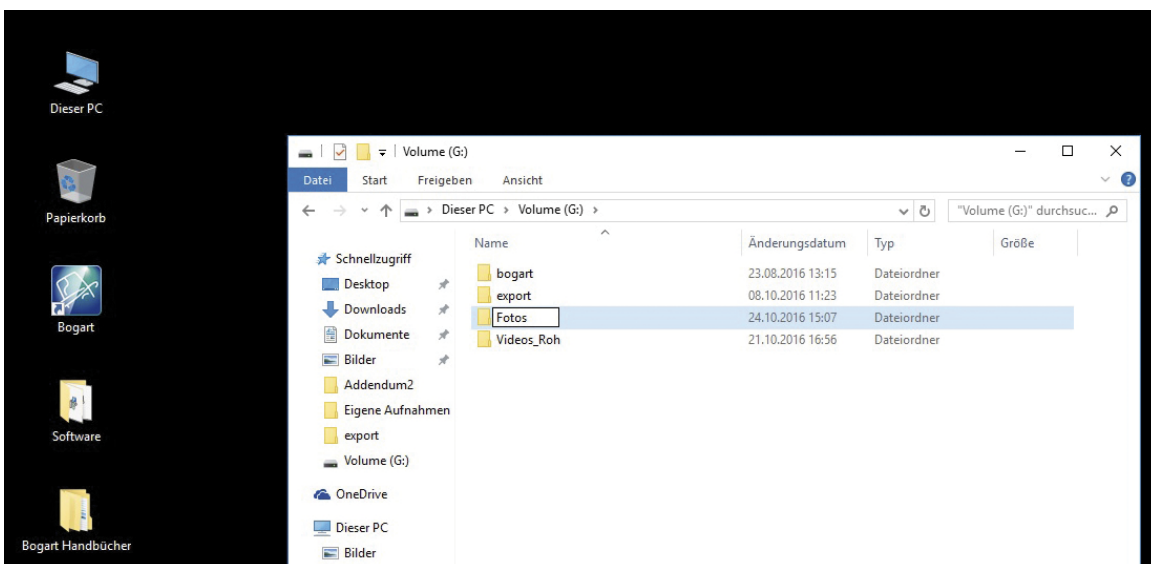 Dieser PC
Papierkorb
Bogart
Software
Bogart Handbücher
Volume (G:)
Datei Start Freigeben Ansicht
Dieser PC Volume (G:) "Volume (G:)" durchsuc...
Name Änderungsdatum Typ Größe
Schnellzugriff
Desktop
Downloads
Dokumente
Bilder
Addendum2
Eigene Aufnahmen
export
Volume (G:)
OneDrive
Dieser PC
Bilder
bogart 23.08.2016 13:15 Dateiordner
export 08.10.2016 11:23 Dateiordner
Fotos 24.10.2016 15:07 Dateiordner
Videos_Roh 21.10.2016 16:56 Dateiordner